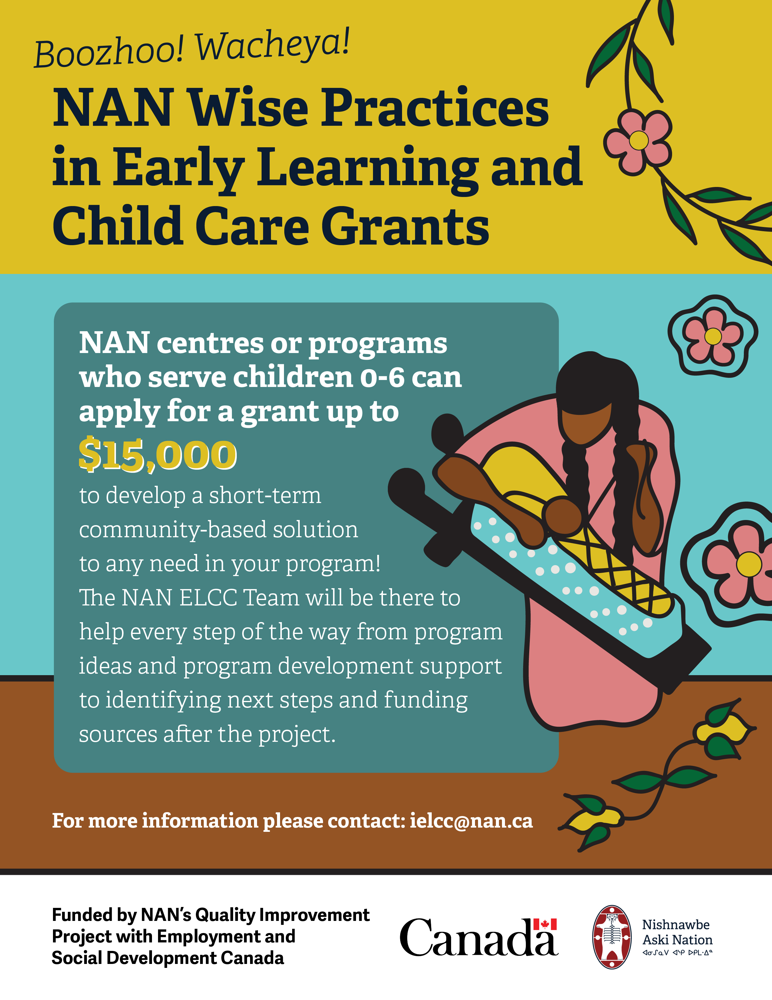 Boozhoo! Wacheya!
NAN Wise Practices
in Early Learning and
Child Care Grants
NAN centres or programs
who serve children 0-6 can
apply for a grant up to
$15,000
to develop a short-term
community-based solution
to any need in your program!
The NAN ELCC Team will be there to
help every step of the way from program
ideas and program development support
to identifying next steps and funding
sources after the project.
For more information please contact: ielcc@nan.ca
Funded by NAN’s Quality Improvement
Project with Employment and
Social Development Canada
Canada
Nishnawbe
Aski Nation
ᐊᓂᔑᓇᐯ ᐊᔅᑭ ᐅᑭᒪᐎᓐ